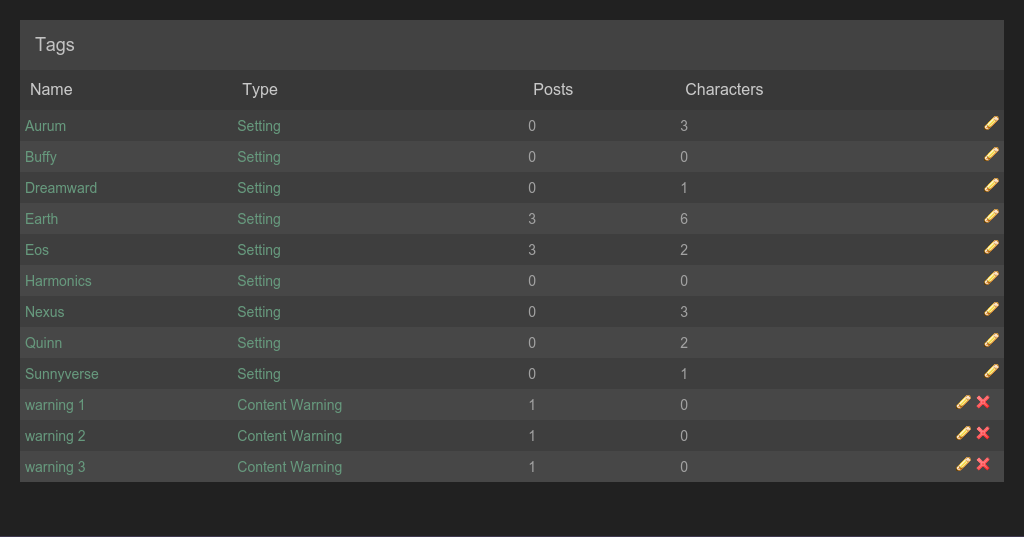 Tags
Name Type Posts Characters
Aurum Setting 0 3
Buffy Setting 0 0
Dreamward Setting 0 1
Earth Setting 3 6
Eos Setting 3 2
Harmonics Setting 0 0
Nexus Setting 0 3
Quinn Setting 0 2
Sunnyverse Setting 0 1
warning 1 Content Warning 1 0
warning 2 Content Warning 1 0
warning 3 Content Warning 1 0